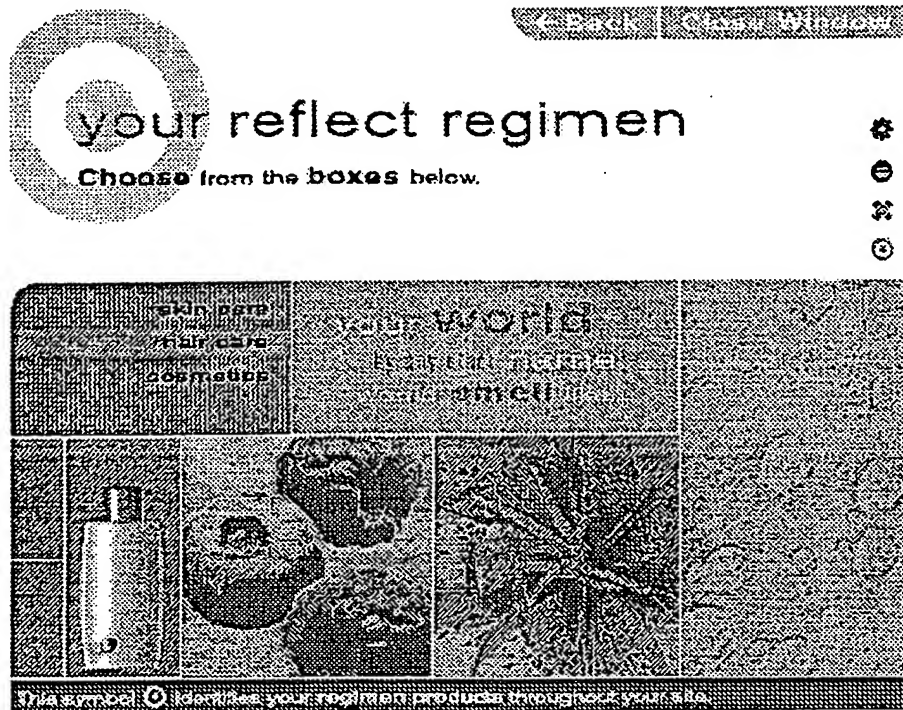 ← Back | Close Window
your reflect regimen
Choose from the boxes below.
skin care
hair care
cosmetics
your world
smell
this symbol identifies your regimen products throughout your site.